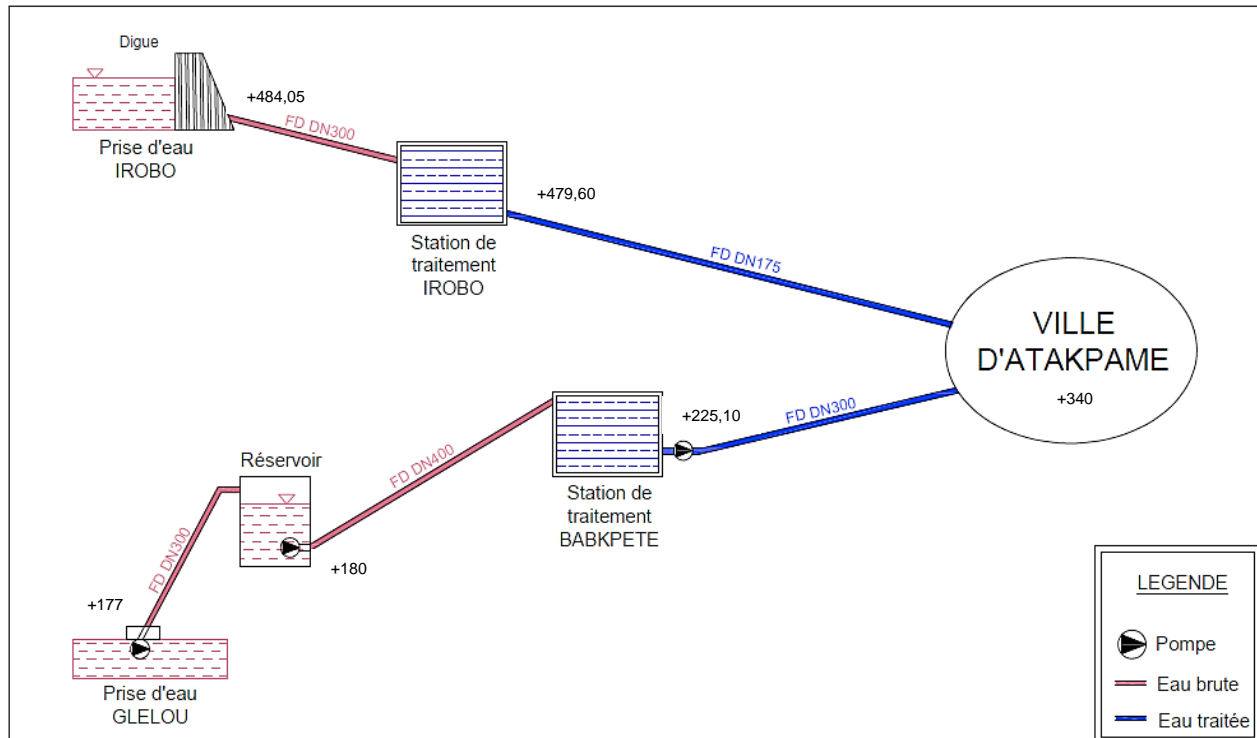 Digue
+484,05
FD DN300
Prise d'eau
IROBO
+479,60
Station de
traitement
IROBO
FD DN175
VILLE
D'ATAKPAME
+340
+225,10
FD DN300
FD DN400
Réservoir
Station de
traitement
BABKPETE
FD DN300
+180
+177
Prise d'eau
GLELOU
LEGENDE
Pompe
Eau brute
Eau traitée